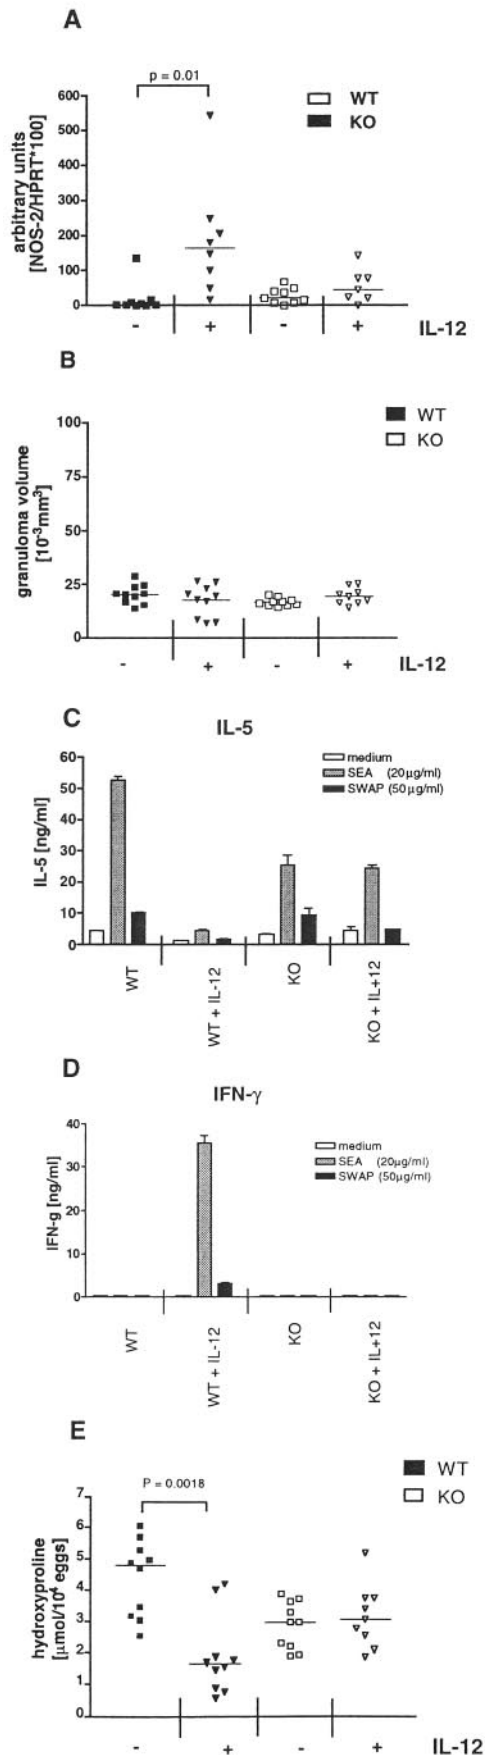 A
p = 0.01
WT
KO
arbitrary units
[NOS-2/HPRT*100]
600
500
400
300
200
100
0
- + - + IL-12
B
WT
KO
granuloma volume
[10⁻³mm³]
100
75
50
25
0
- + - + IL-12
C
IL-5
medium
SEA (20µg/ml)
SWAP (50µg/ml)
IL-5 [ng/ml]
60
50
40
30
20
10
0
WT
WT + IL-12
KO
KO + IL+12
D
IFN-γ
medium
SEA (20µg/ml)
SWAP (50µg/ml)
IFN-g [ng/ml]
40
30
20
10
0
WT
WT + IL-12
KO
KO + IL+12
E
WT
KO
P = 0.0018
hydroxyproline
[µmol/10⁴ eggs]
7
6
5
4
3
2
1
0
- + - + IL-12